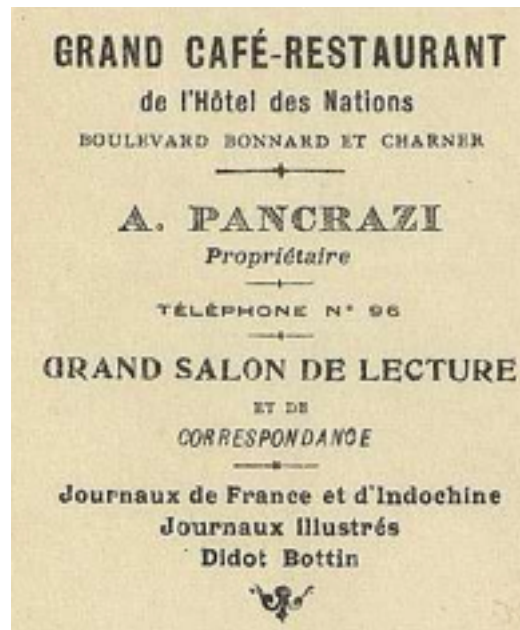 GRAND CAFÉ-RESTAURANT
de l'Hôtel des Nations
BOULEVARD BONNARD ET CHARNER
A. PANCRAZI
Propriétaire
TÉLÉPHONE N° 96
GRAND SALON DE LECTURE
ET DE
CORRESPONDANCE
Journaux de France et d'Indochine
Journaux Illustrés
Didot Bottin